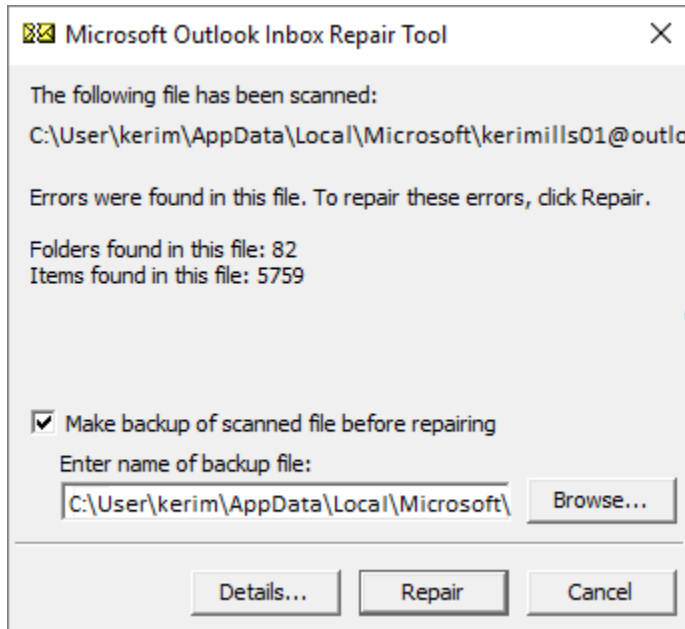 Microsoft Outlook Inbox Repair Tool
The following file has been scanned:
C:\User\kerim\AppData\Local\Microsoft\kerimills01@outlo
Errors were found in this file. To repair these errors, click Repair.
Folders found in this file: 82
Items found in this file: 5759
Make backup of scanned file before repairing
Enter name of backup file:
C:\User\kerim\AppData\Local\Microsoft\
Browse...
Details...
Repair
Cancel